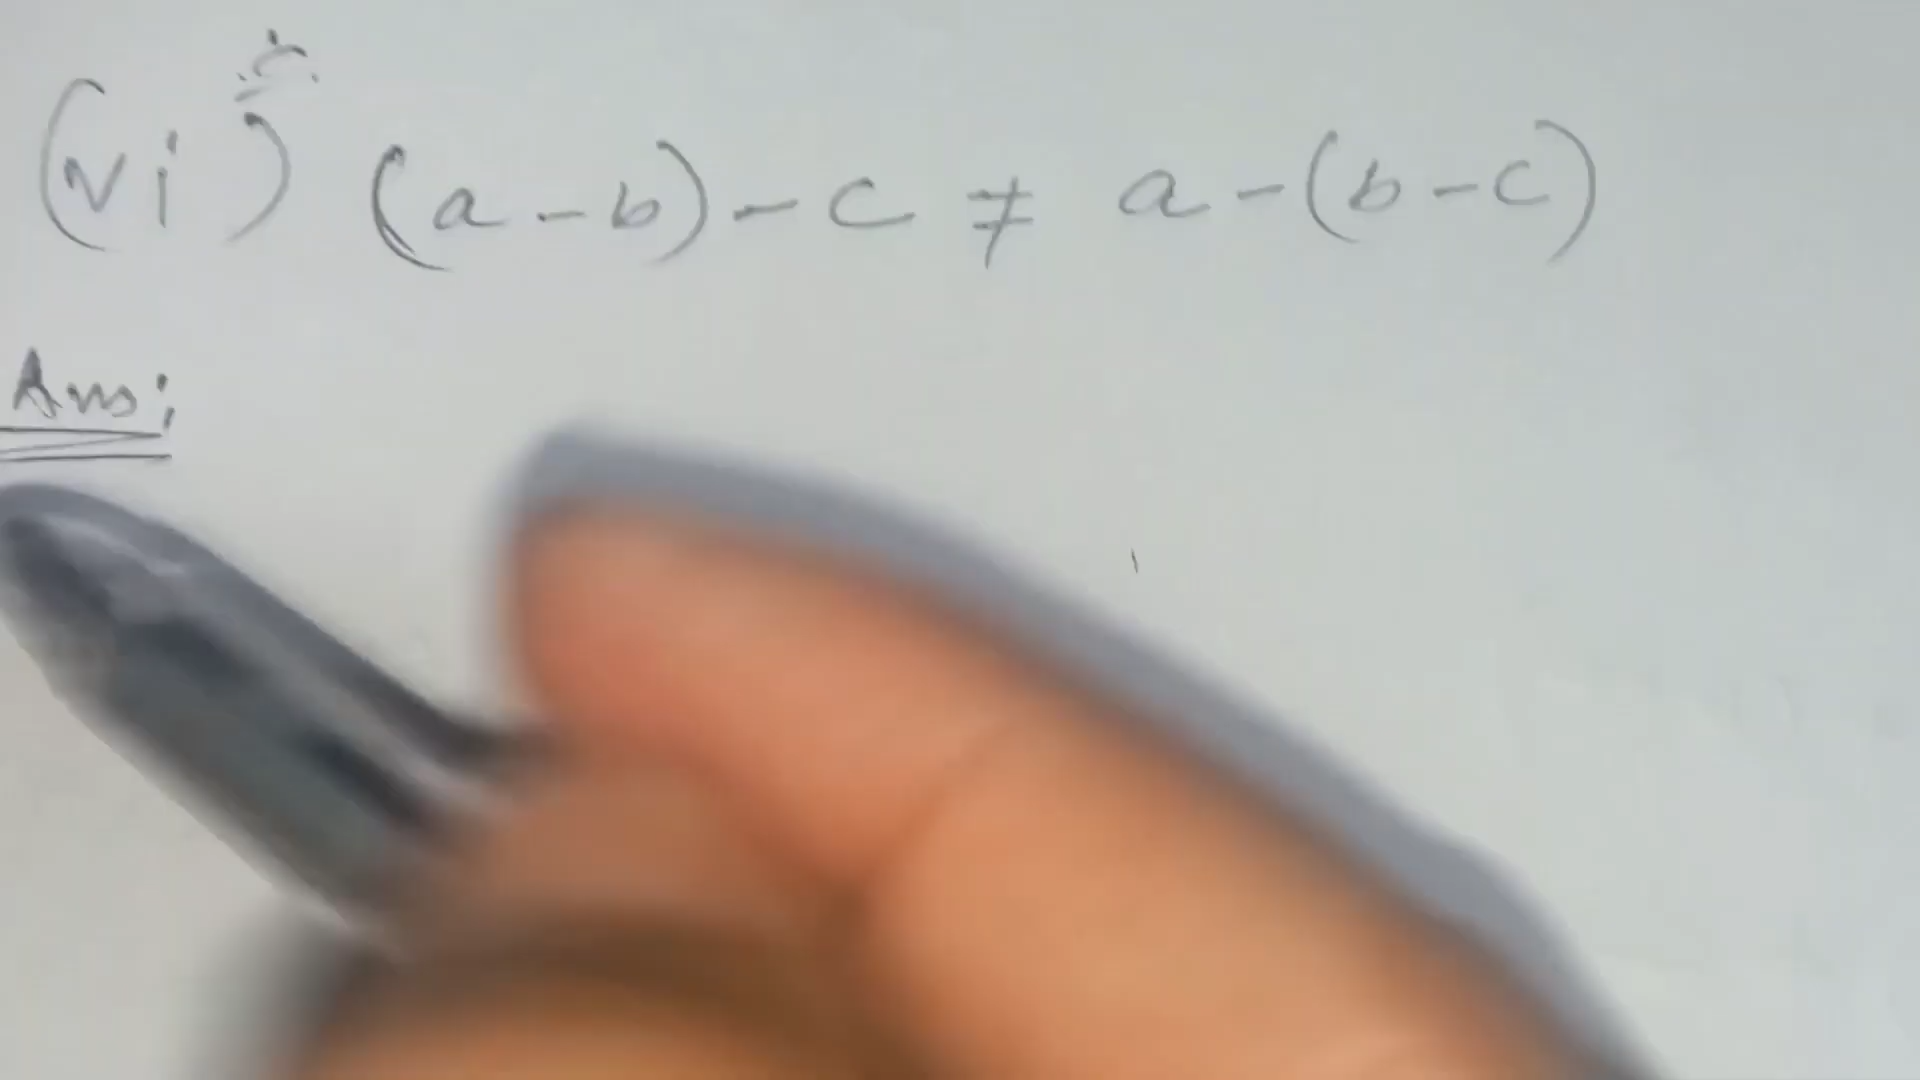 (vi) (a-b)-c ≠ a-(b-c)
Ans: